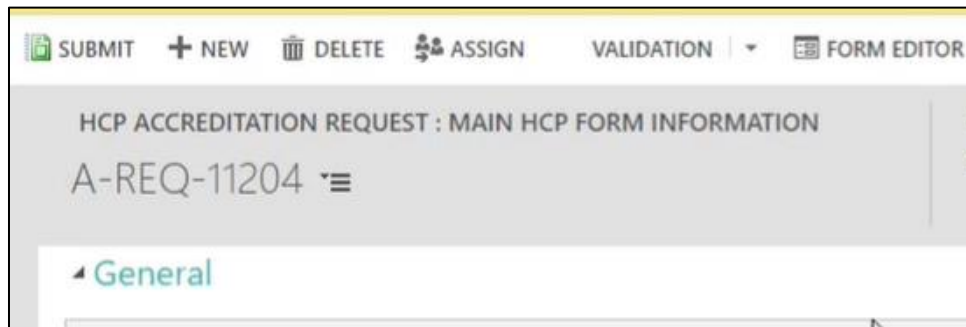 SUBMIT NEW DELETE ASSIGN VALIDATION FORM EDITOR
HCP ACCREDITATION REQUEST : MAIN HCP FORM INFORMATION
A-REQ-11204
General